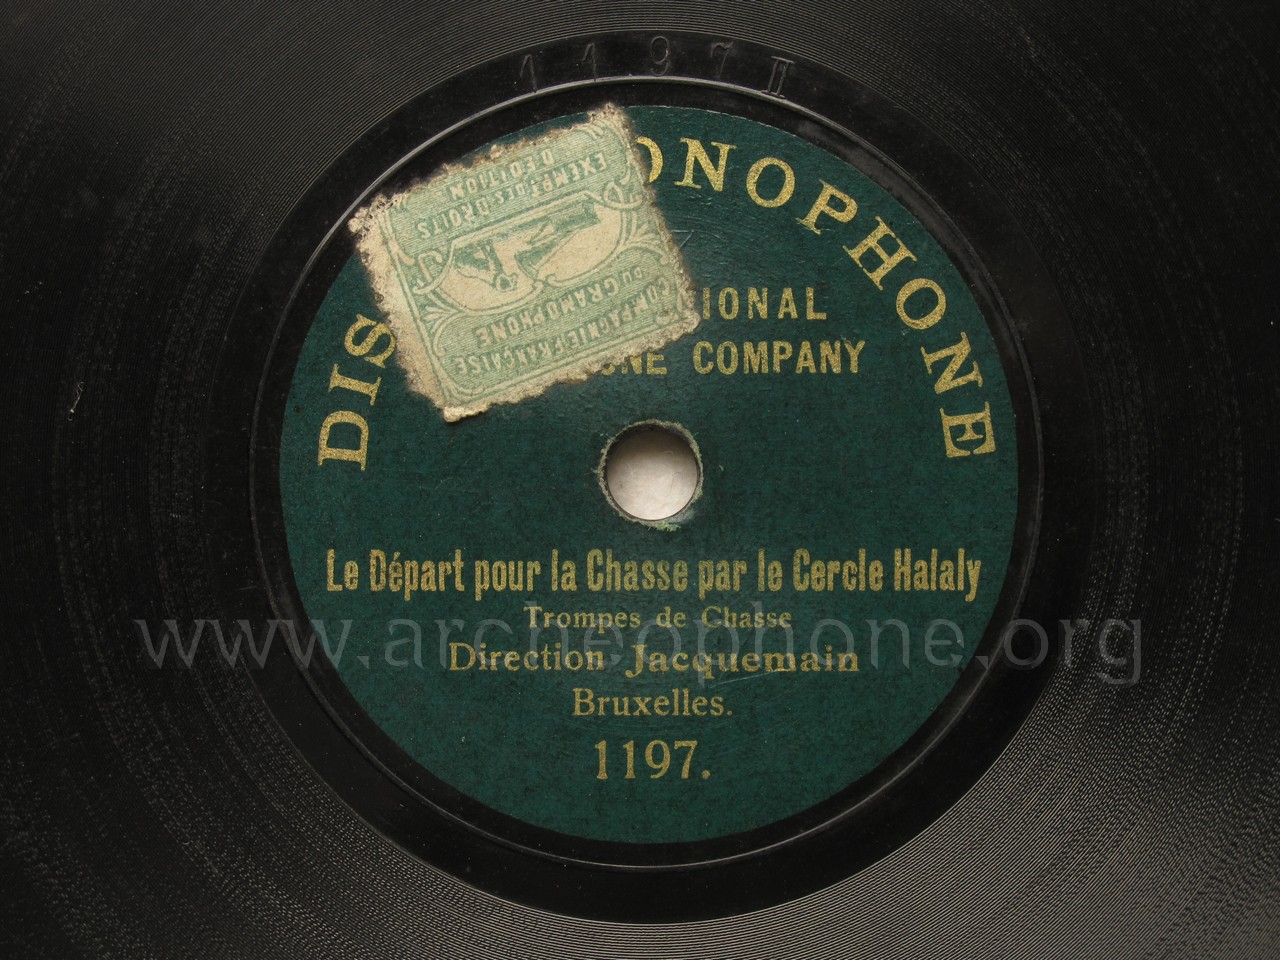 1197 II
DIS ONOPHONE
IONAL
ONE COMPANY
EXEMPT DES DROITS
D'EDITION
COMPAGNIE FRANÇAISE
DU GRAMOPHONE
Le Départ pour la Chasse par le Cercle Halaly
Trompes de Chasse
www.archeophone.org
Direction Jacquemain
Bruxelles.
1197.